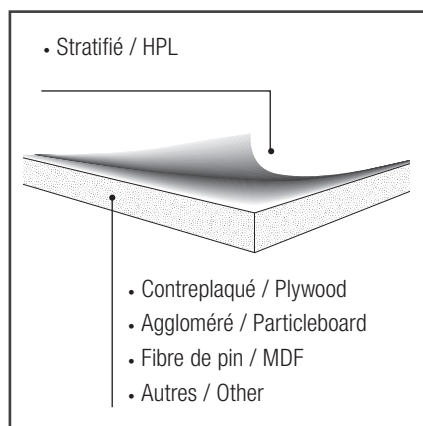 • Stratifié / HPL
• Contreplaqué / Plywood
• Aggloméré / Particleboard
• Fibre de pin / MDF
• Autres / Other